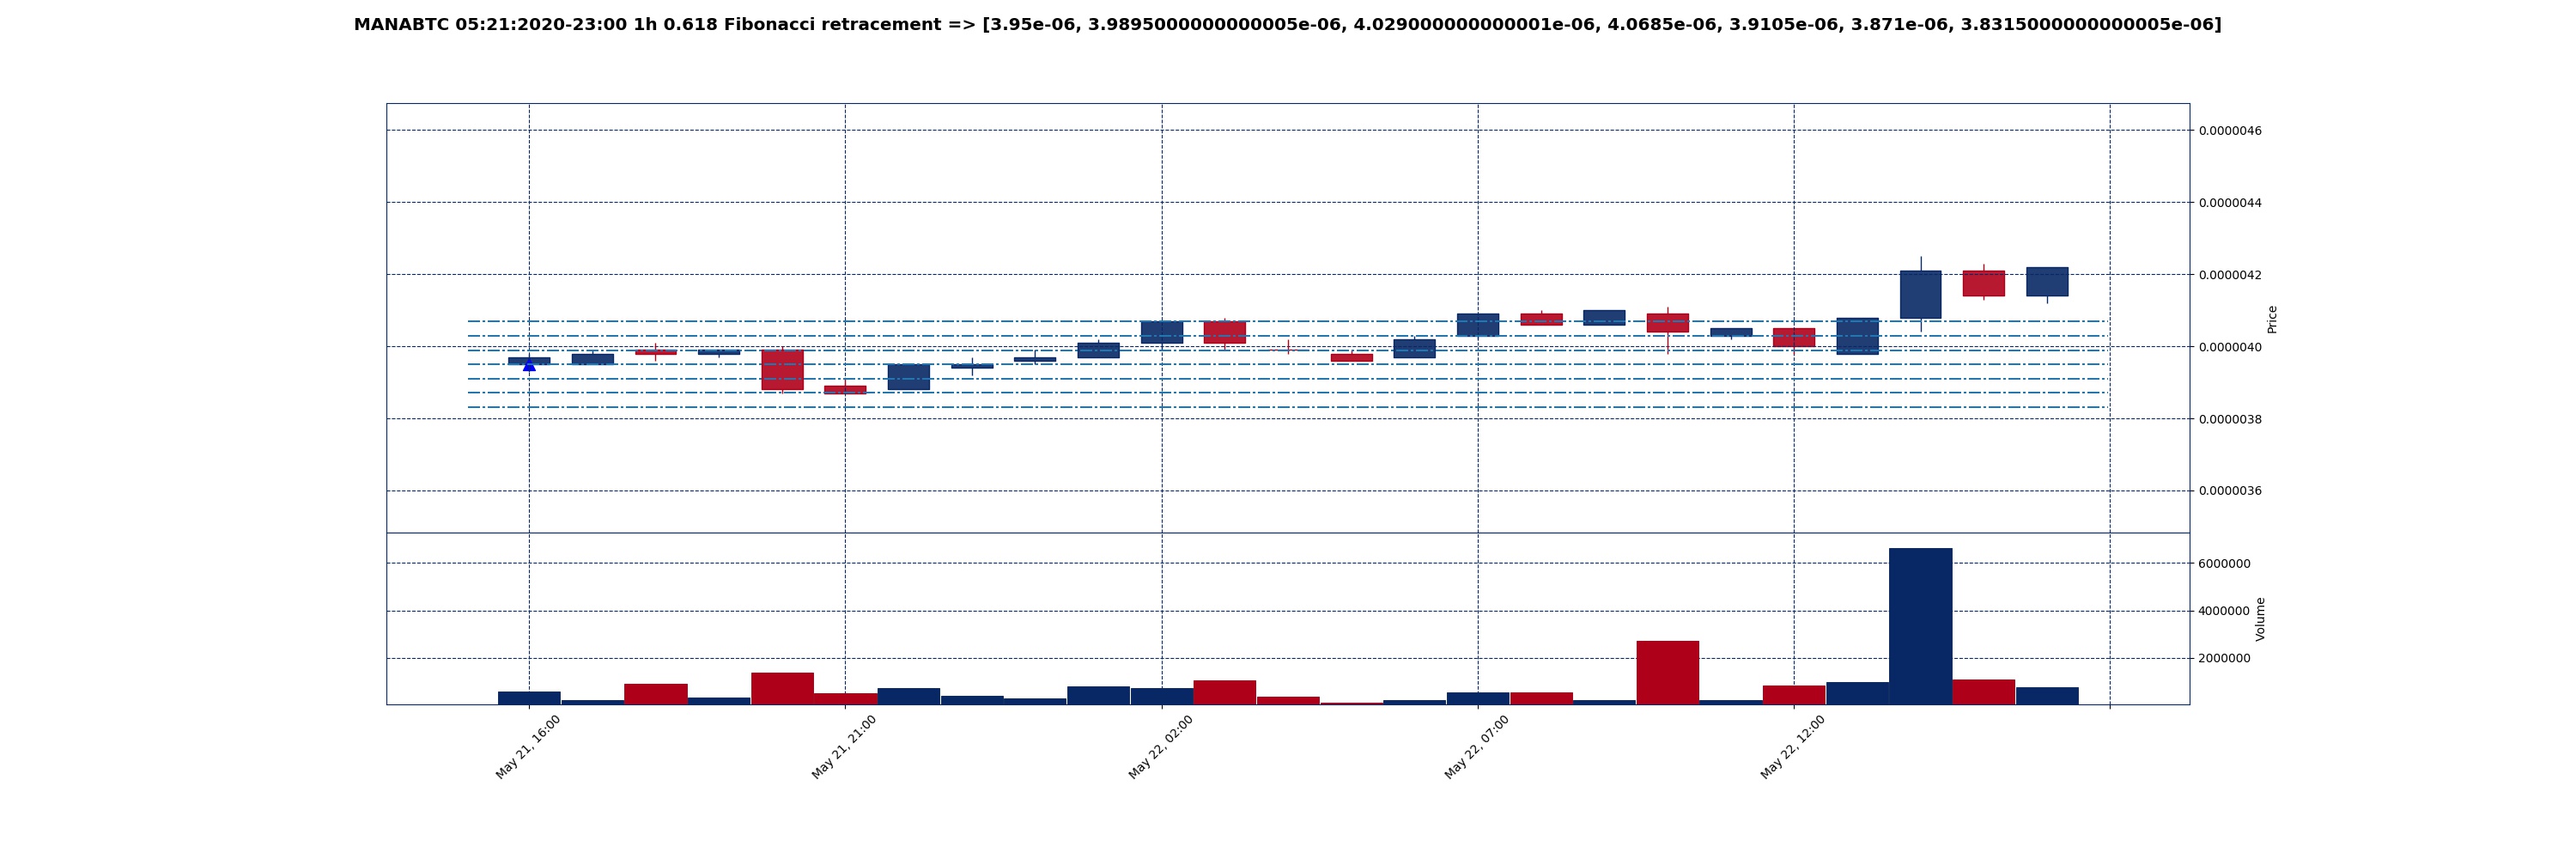 MANABTC 05:21:2020-23:00 1h 0.618 Fibonacci retracement => [3.95e-06, 3.9895000000000005e-06, 4.029000000000001e-06, 4.0685e-06, 3.9105e-06, 3.871e-06, 3.8315000000000005e-06]
0.0000046
0.0000044
0.0000042
0.0000040
0.0000038
0.0000036
Price
6000000
4000000
2000000
Volume
May 21, 16:00
May 21, 21:00
May 22, 02:00
May 22, 07:00
May 22, 12:00